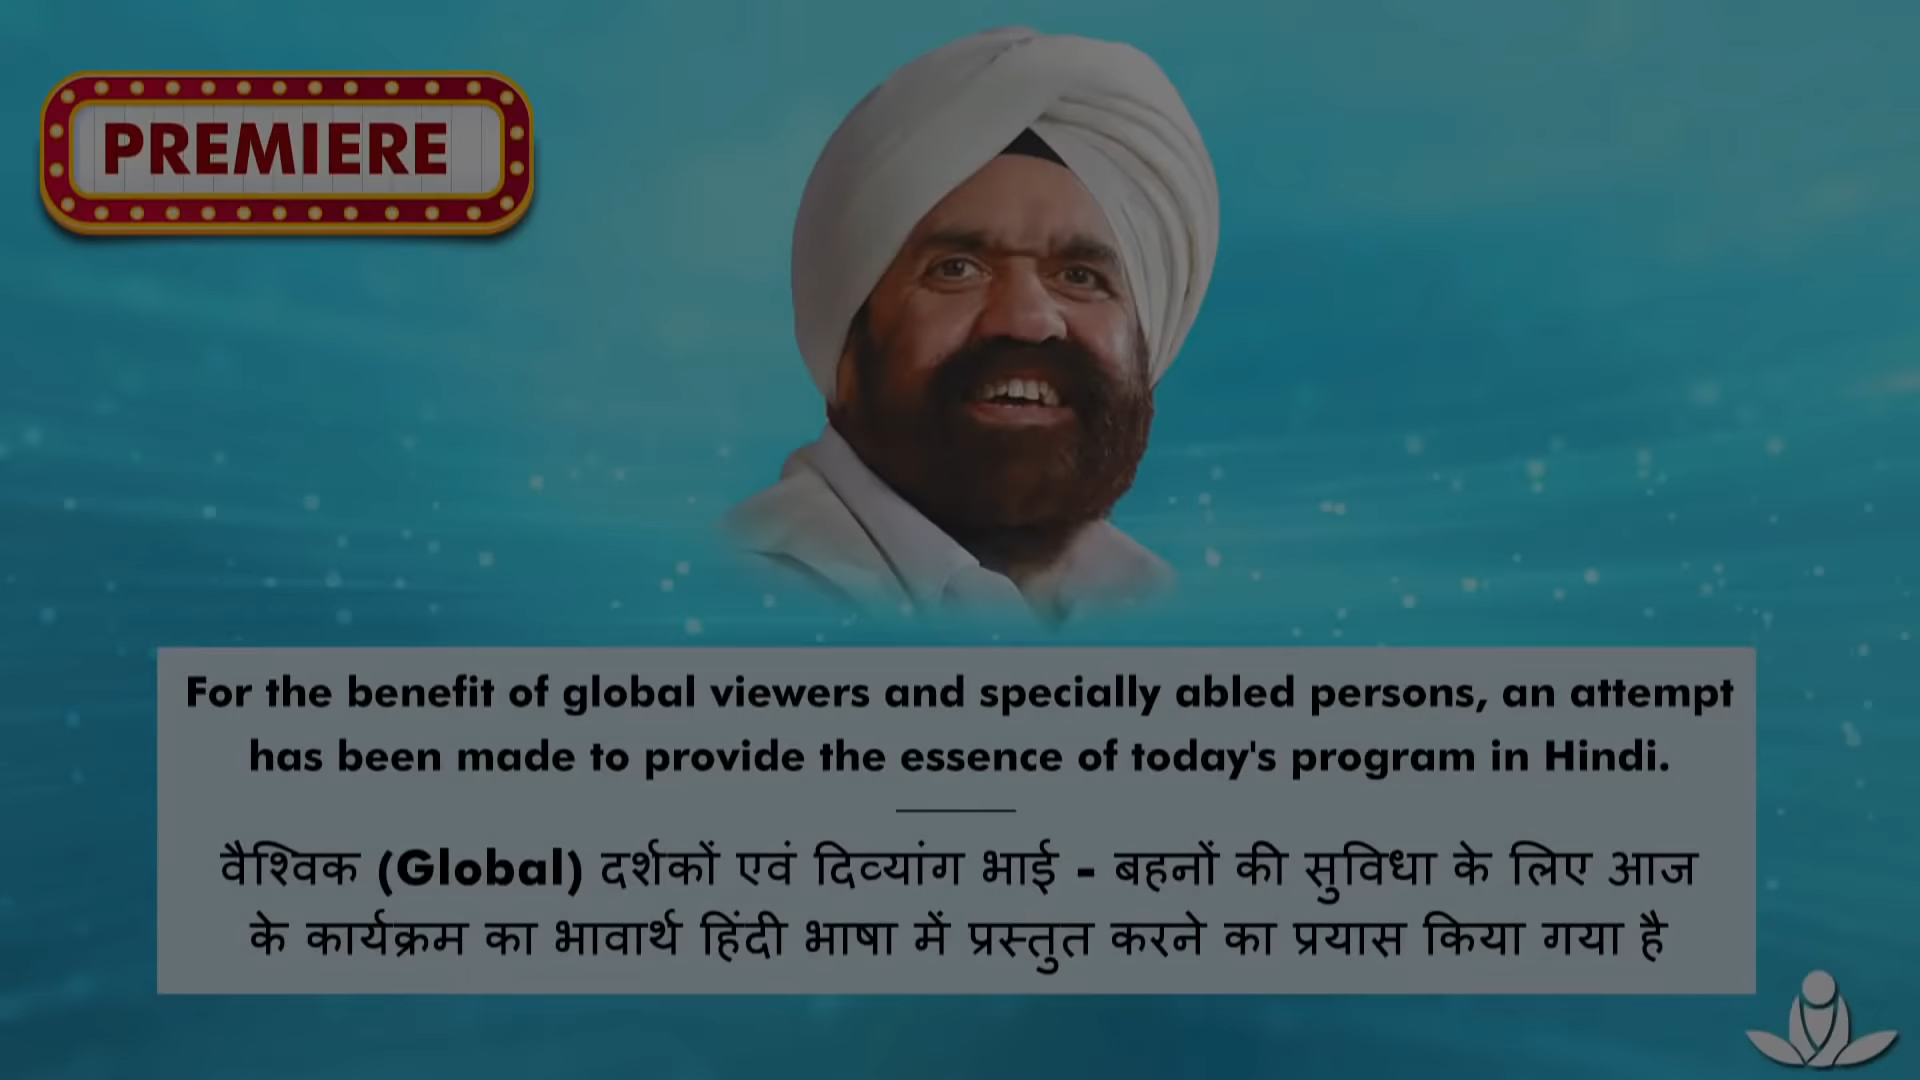 PREMIERE
For the benefit of global viewers and specially abled persons, an attempt
has been made to provide the essence of today's program in Hindi.
वैश्विक (Global) दर्शकों एवं दिव्यांग भाई - बहनों की सुविधा के लिए आज
के कार्यक्रम का भावार्थ हिंदी भाषा में प्रस्तुत करने का प्रयास किया गया है